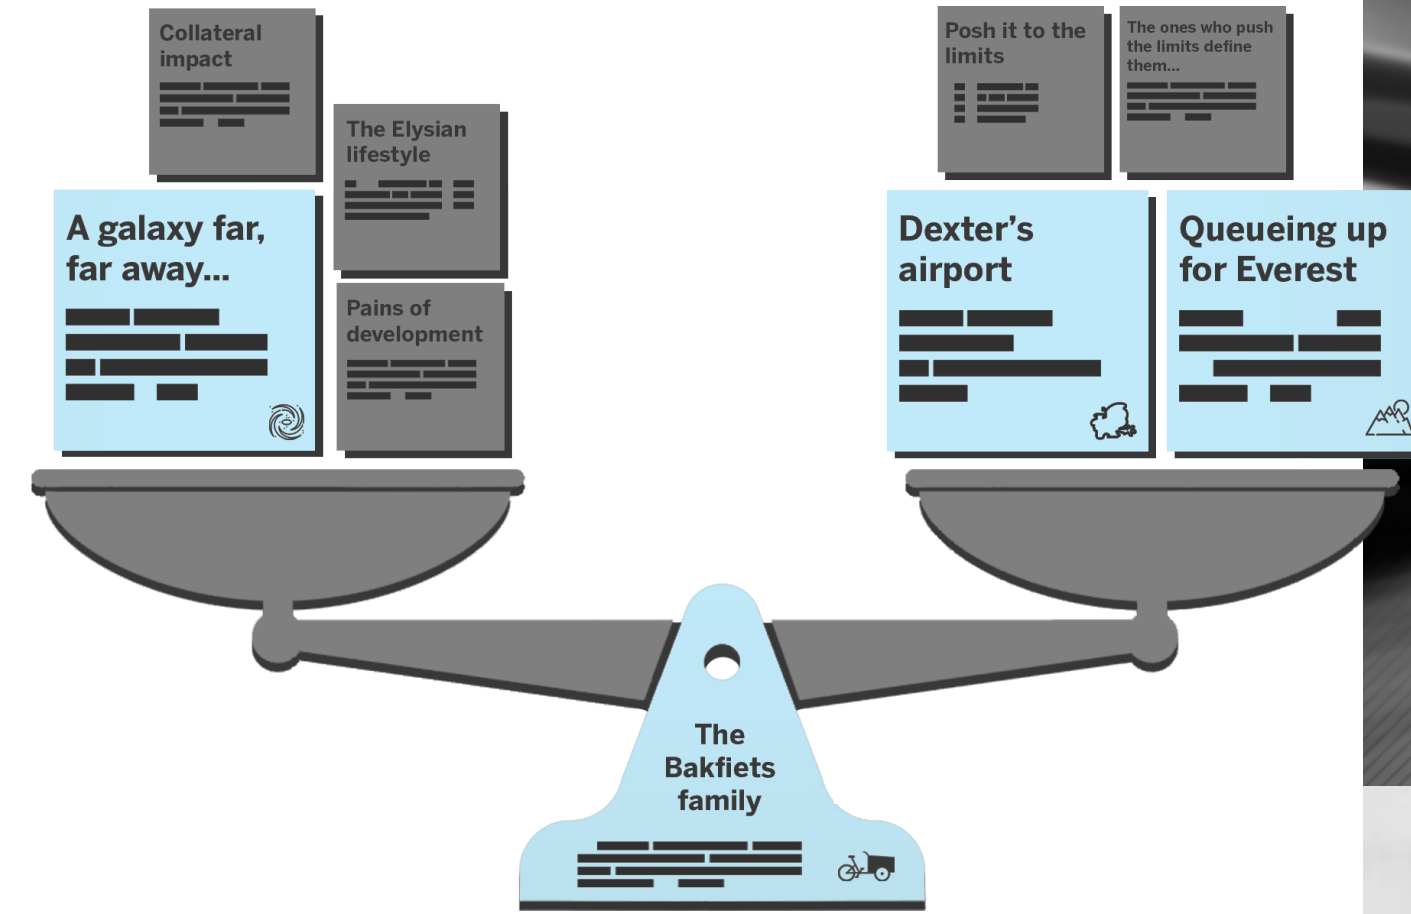 Collateral
impact
The Elysian
lifestyle
A galaxy far,
far away...
Pains of
development
Posh it to the
limits
The ones who push
the limits define
them...
Dexter's
airport
Queueing up
for Everest
The
Bakfiets
family